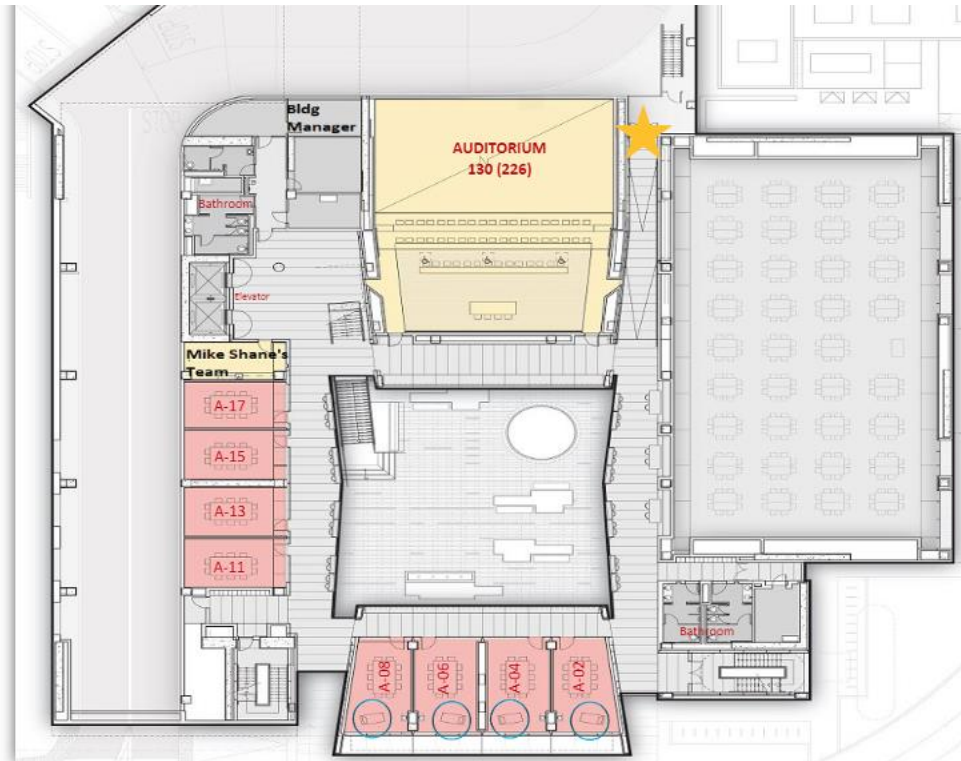 STOP
Bldg
Manager
AUDITORIUM
130 (226)
Bathroom
Elevator
Mike Shane's
Team
A-17
A-15
A-13
A-11
A-08
A-06
A-04
A-02
Bathroom